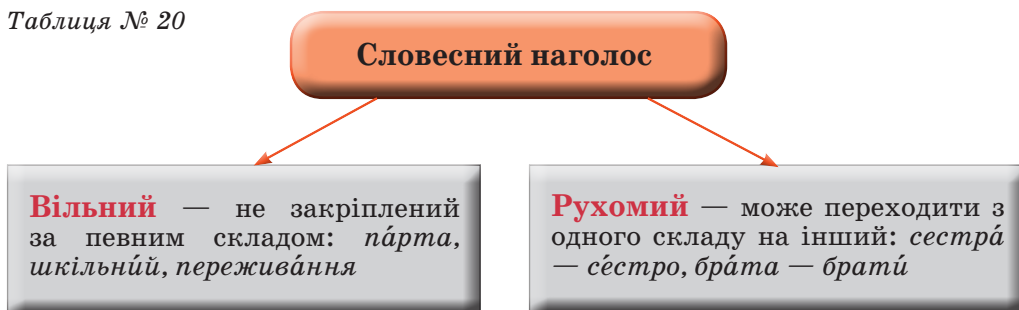 Таблиця № 20
Словесний наголос
Вільний — не закріплений
за певним складом: па́рта,
шкільни́й, пережива́ння
Рухомий — може переходити з
одного складу на інший: сестра́
— се́стро, бра́та — брати́